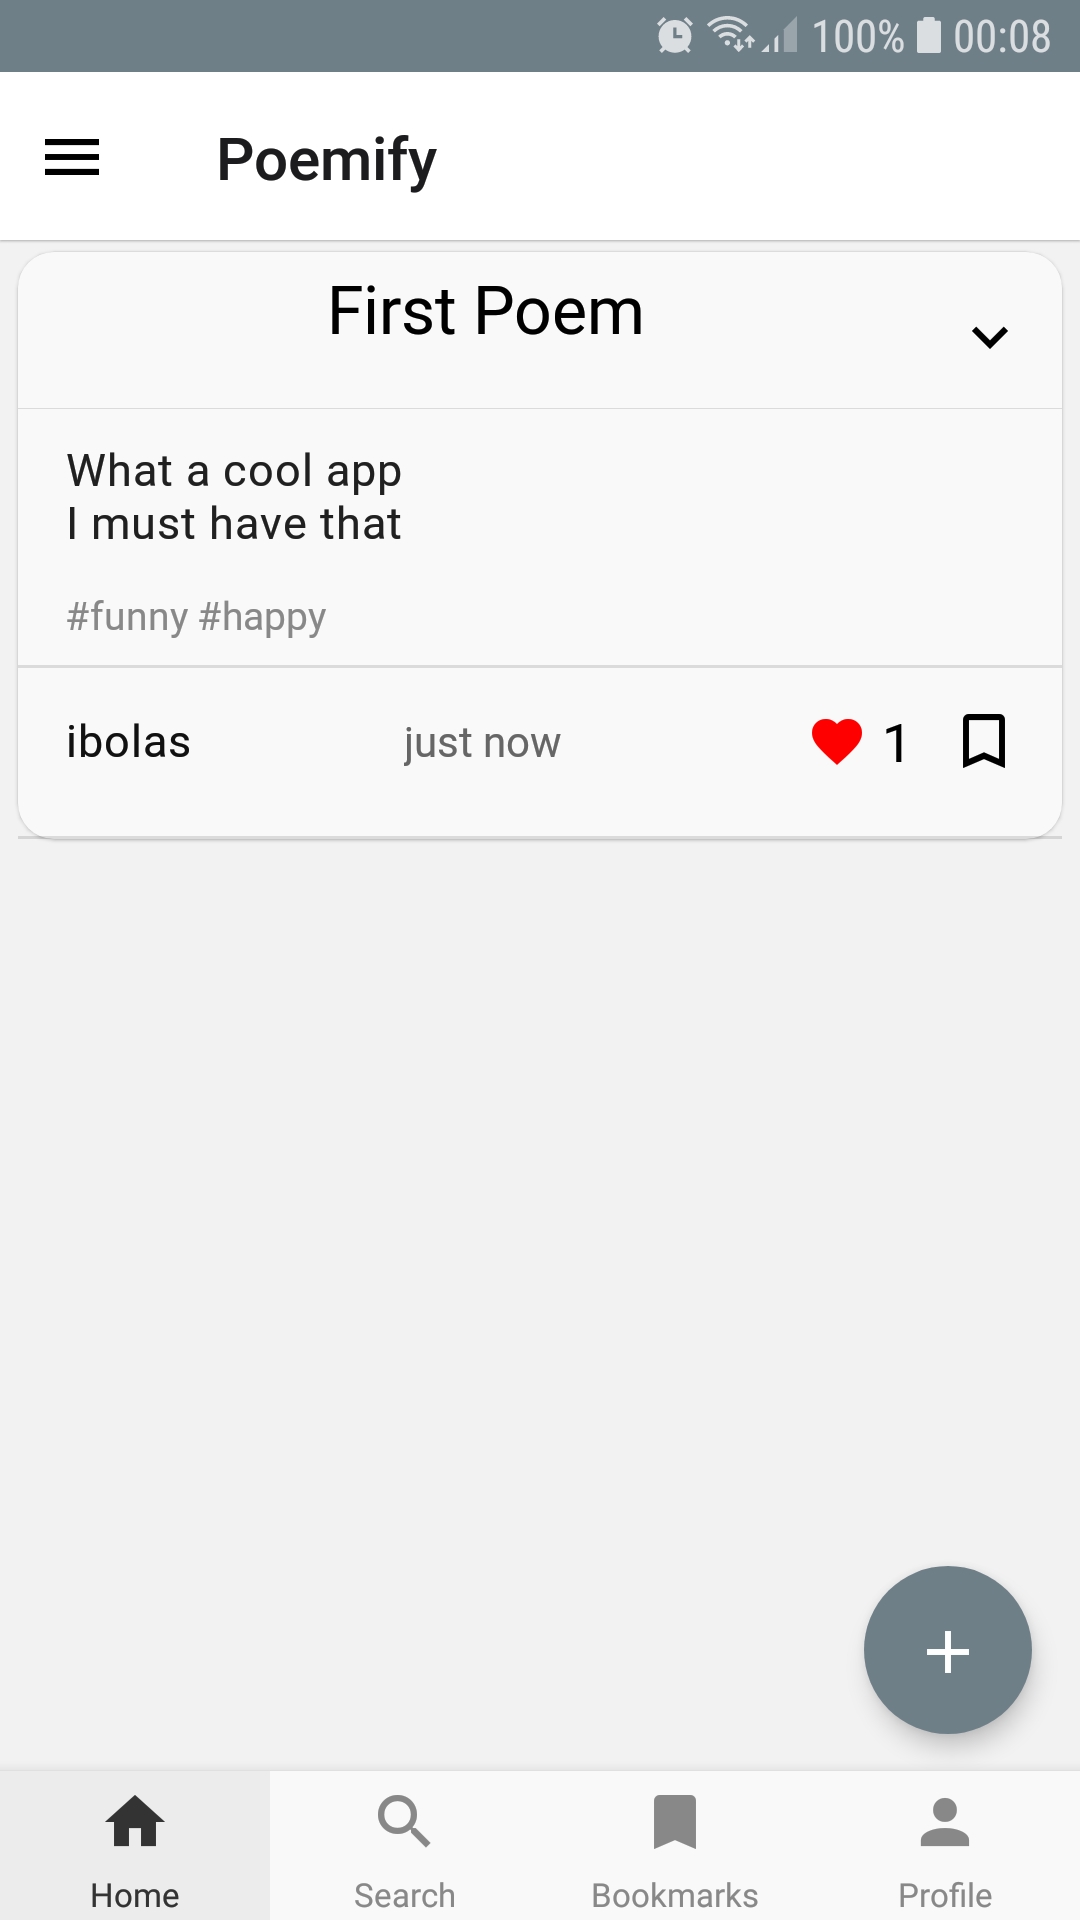 100% 00:08
Poemify
First Poem
What a cool app
I must have that
#funny #happy
ibolas just now 1
Home Search Bookmarks Profile